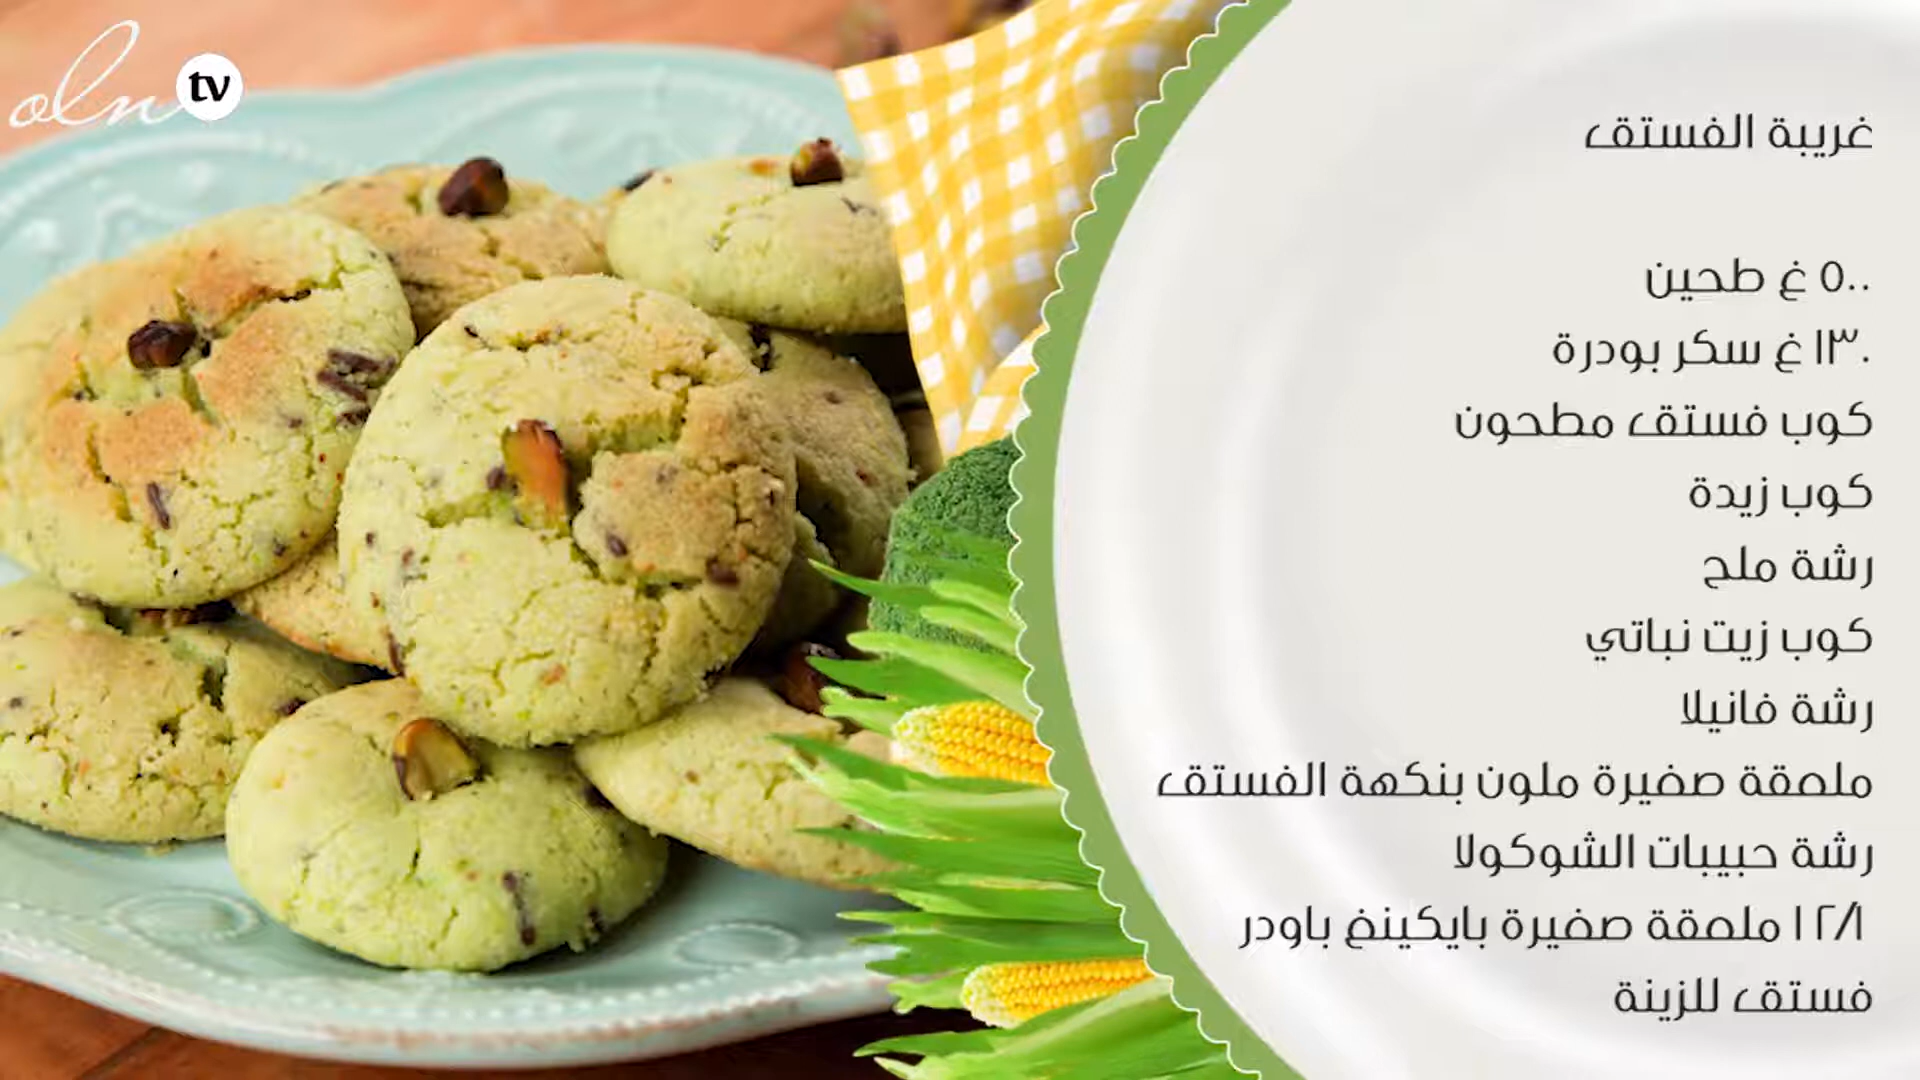 oln tv
غريبة الفستق
٥٠٠ غ طحين
١٣٠ غ سكر بودرة
كوب فستق مطحون
كوب زبدة
رشة ملح
كوب زيت نباتي
رشة فانيلا
ملعقة صغيرة ملون بنكهة الفستق
رشة حبيبات الشوكولا
١ ٢/١ ملعقة صغيرة بايكينغ باودر
فستق للزينة